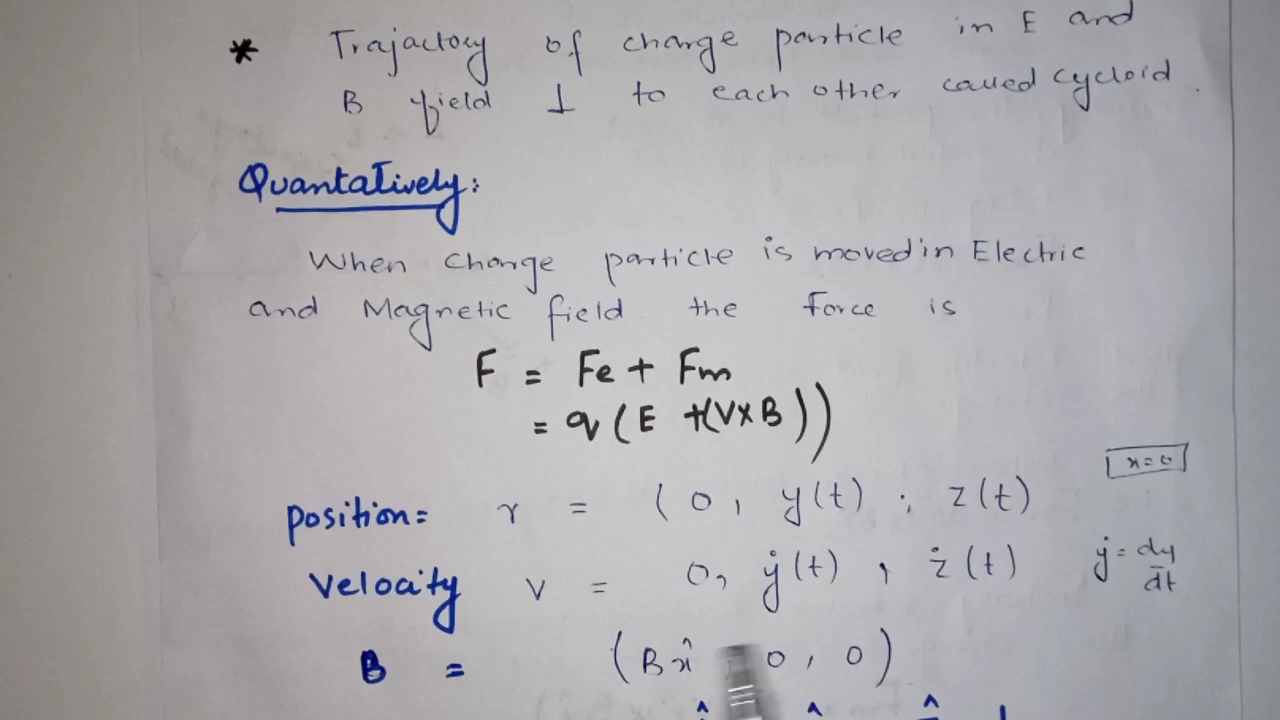 * Trajactory of charge particle in E and
B field ⊥ to each other called cycloid.
Quantatively:
When charge particle is moved in Electric
and Magnetic field the force is
F = Fe + Fm
= q ( E +(V×B))
x=0
position= r = ( 0, y(t) ; z(t)
Velocity v = 0, ẏ(t) , ż(t) ẏ = dy/dt
B = (Bx̂ 0, 0)